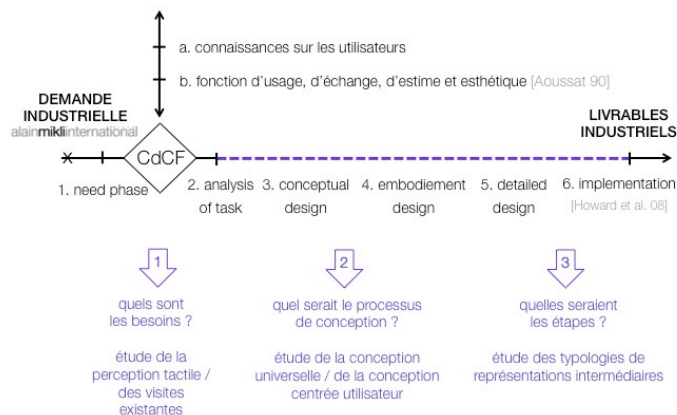 a. connaissances sur les utilisateurs
b. fonction d'usage, d'échange, d'estime et esthétique [Aoussat 90]
DEMANDE
INDUSTRIELLE
alainmikliinternational
CdCF
LIVRABLES
INDUSTRIELS
1. need phase
2. analysis
of task
3. conceptual
design
4. embodiement
design
5. detailed
design
6. implementation
[Howard et al. 08]
1
quels sont
les besoins ?
étude de la
perception tactile /
des visites
existantes
2
quel serait le processus
de conception ?
étude de la conception
universelle / de la conception
centrée utilisateur
3
quelles seraient
les étapes ?
étude des typologies de
représentations intermédiaires